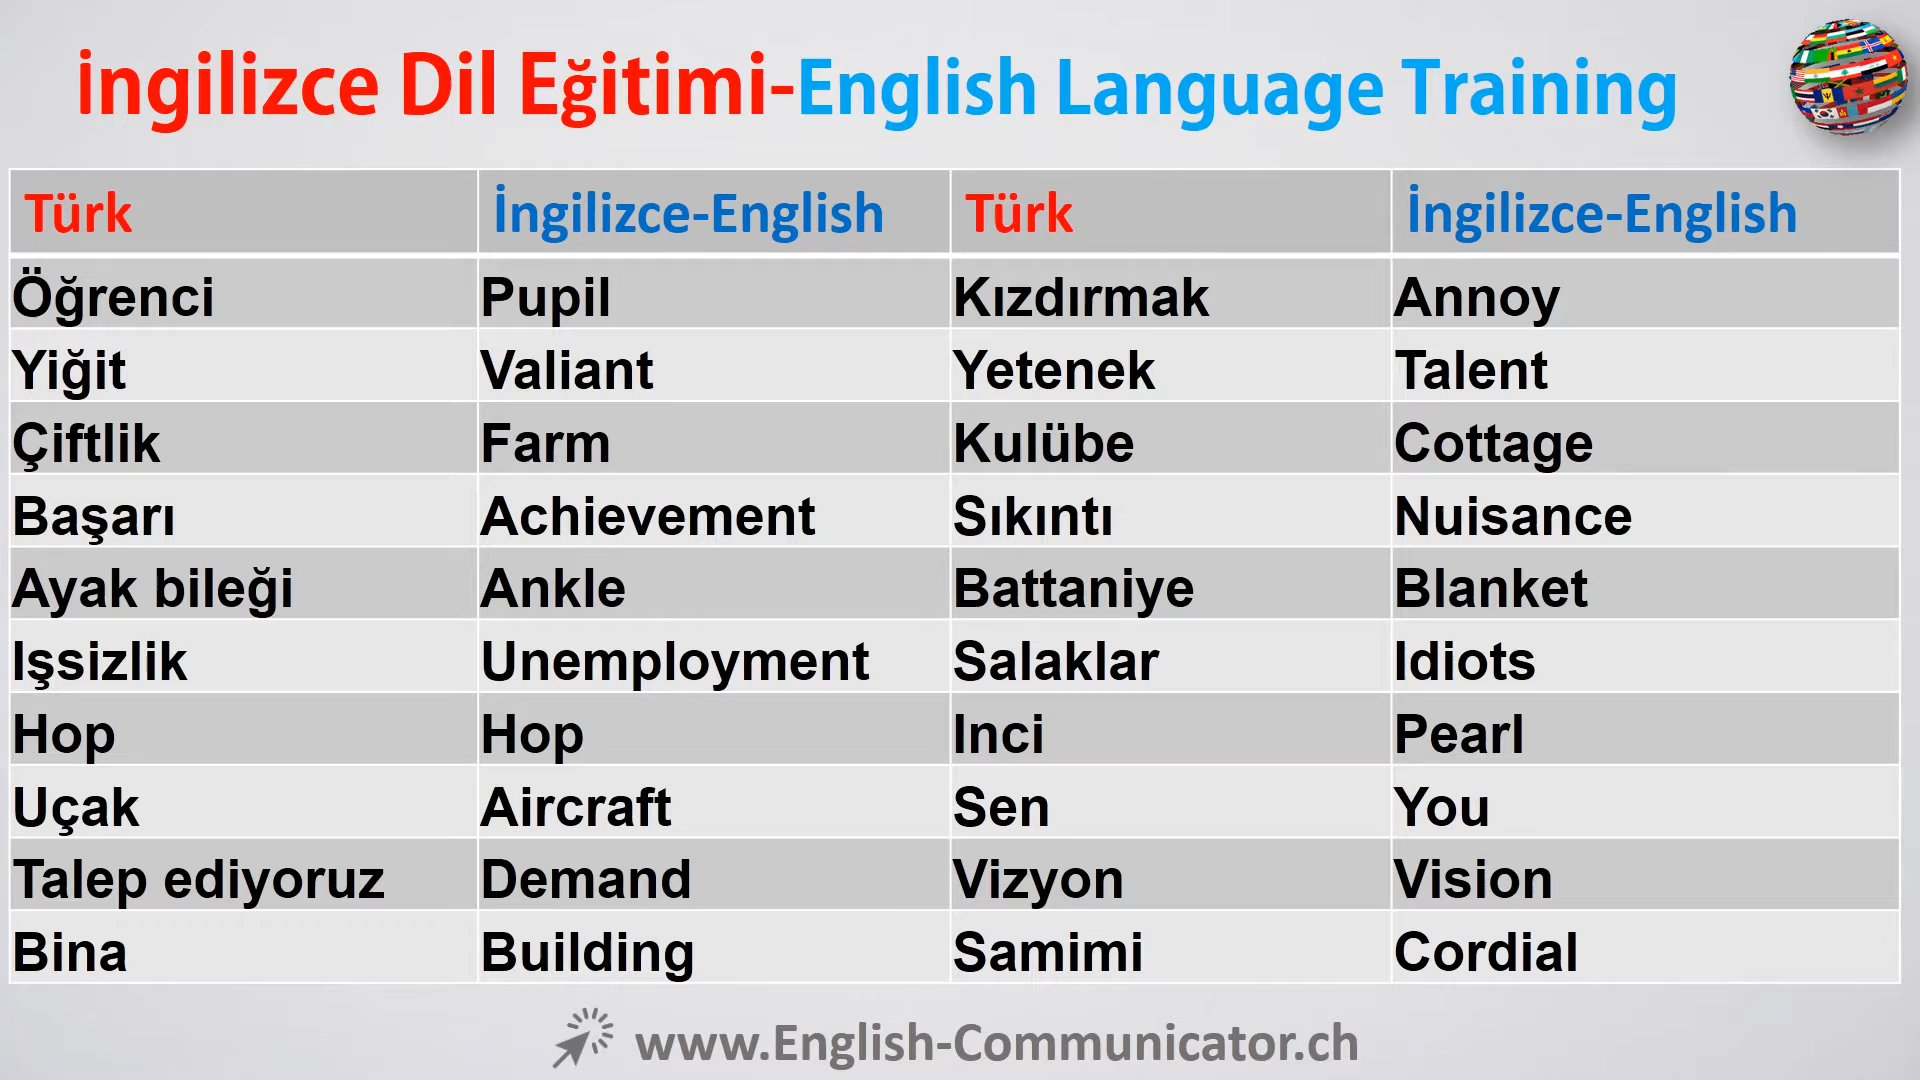 İngilizce Dil Eğitimi-English Language Training
Türk İngilizce-English Türk İngilizce-English
Öğrenci Pupil Kızdırmak Annoy
Yiğit Valiant Yetenek Talent
Çiftlik Farm Kulübe Cottage
Başarı Achievement Sıkıntı Nuisance
Ayak bileği Ankle Battaniye Blanket
Işsizlik Unemployment Salaklar Idiots
Hop Hop Inci Pearl
Uçak Aircraft Sen You
Talep ediyoruz Demand Vizyon Vision
Bina Building Samimi Cordial
www.English-Communicator.ch